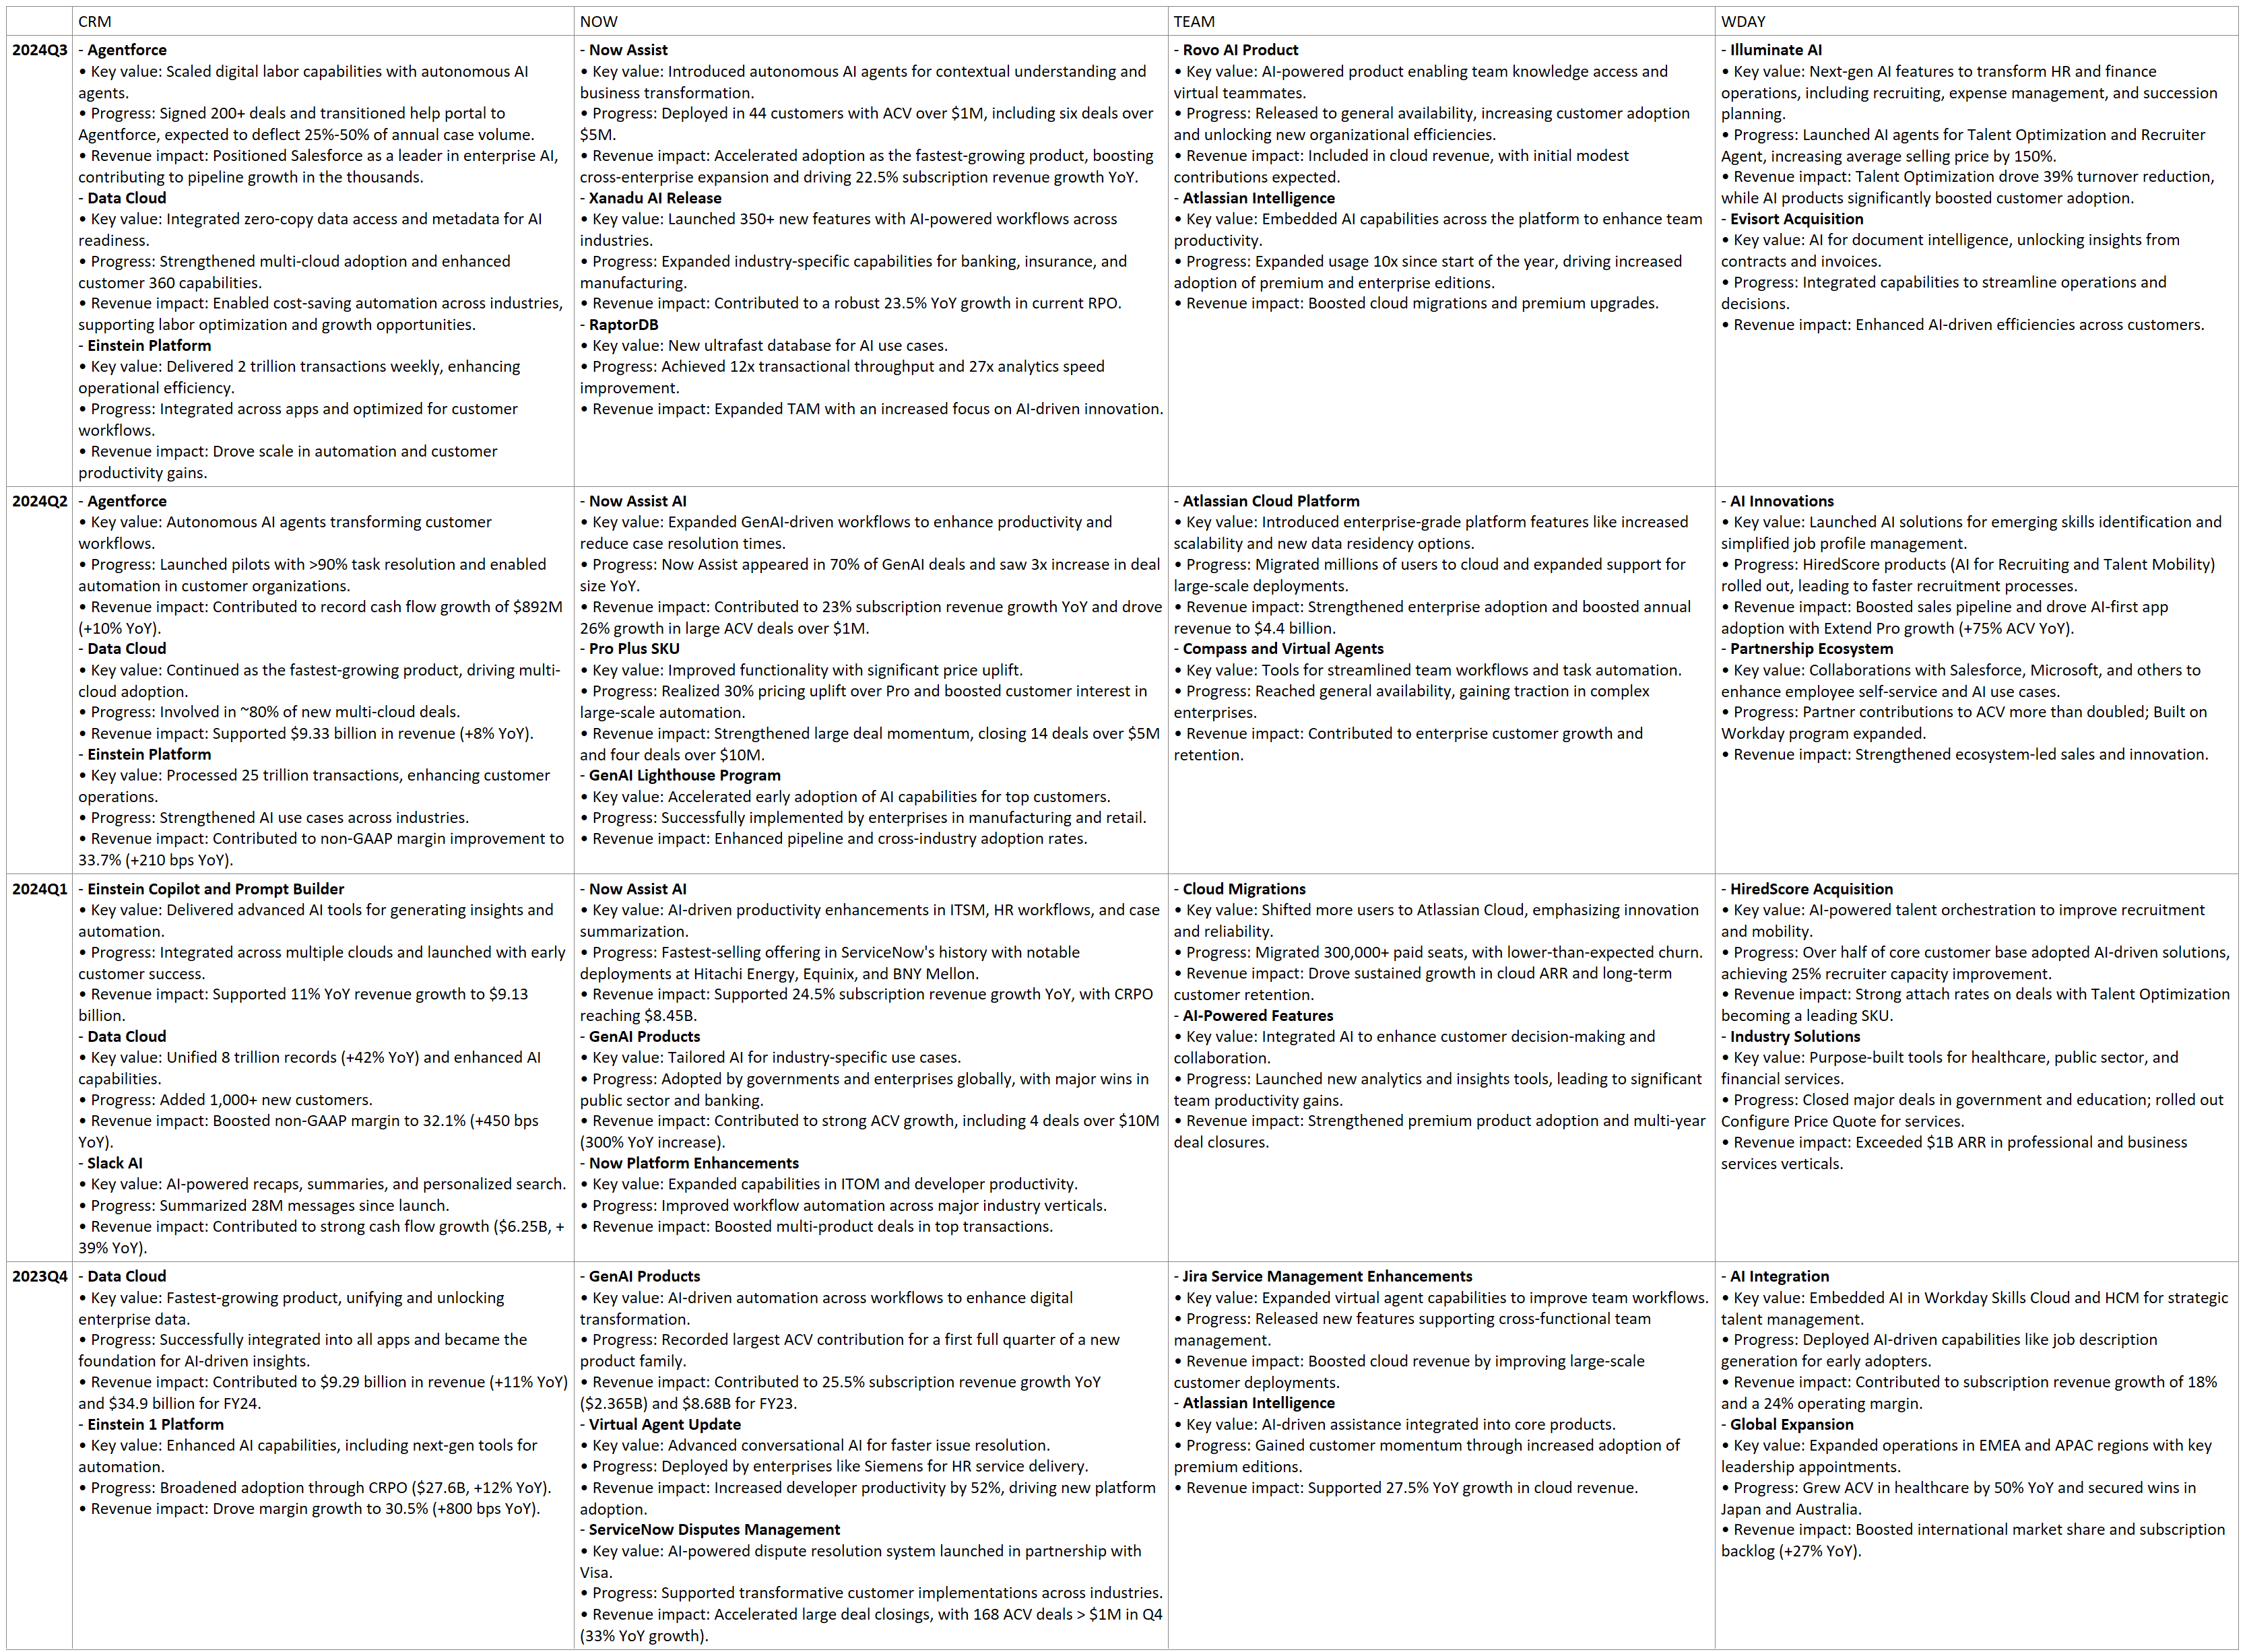 CRM
NOW
TEAM
WDAY
2024Q3
- Agentforce
• Key value: Scaled digital labor capabilities with autonomous AI
agents.
• Progress: Signed 200+ deals and transitioned help portal to
Agentforce, expected to deflect 25%-50% of annual case volume.
• Revenue impact: Positioned Salesforce as a leader in enterprise AI,
contributing to pipeline growth in the thousands.
- Data Cloud
• Key value: Integrated zero-copy data access and metadata for AI
readiness.
• Progress: Strengthened multi-cloud adoption and enhanced
customer 360 capabilities.
• Revenue impact: Enabled cost-saving automation across industries,
supporting labor optimization and growth opportunities.
- Einstein Platform
• Key value: Delivered 2 trillion transactions weekly, enhancing
operational efficiency.
• Progress: Integrated across apps and optimized for customer
workflows.
• Revenue impact: Drove scale in automation and customer
productivity gains.
- Now Assist
• Key value: Introduced autonomous AI agents for contextual understanding and
business transformation.
• Progress: Deployed in 44 customers with ACV over $1M, including six deals over
$5M.
• Revenue impact: Accelerated adoption as the fastest-growing product, boosting
cross-enterprise expansion and driving 22.5% subscription revenue growth YoY.
- Xanadu AI Release
• Key value: Launched 350+ new features with AI-powered workflows across
industries.
• Progress: Expanded industry-specific capabilities for banking, insurance, and
manufacturing.
• Revenue impact: Contributed to a robust 23.5% YoY growth in current RPO.
- RaptorDB
• Key value: New ultrafast database for AI use cases.
• Progress: Achieved 12x transactional throughput and 27x analytics speed
improvement.
• Revenue impact: Expanded TAM with an increased focus on AI-driven innovation.
- Rovo AI Product
• Key value: AI-powered product enabling team knowledge access and
virtual teammates.
• Progress: Released to general availability, increasing customer adoption
and unlocking new organizational efficiencies.
• Revenue impact: Included in cloud revenue, with initial modest
contributions expected.
- Atlassian Intelligence
• Key value: Embedded AI capabilities across the platform to enhance team
productivity.
• Progress: Expanded usage 10x since start of the year, driving increased
adoption of premium and enterprise editions.
• Revenue impact: Boosted cloud migrations and premium upgrades.
- Illuminate AI
• Key value: Next-gen AI features to transform HR and finance
operations, including recruiting, expense management, and succession
planning.
• Progress: Launched AI agents for Talent Optimization and Recruiter
Agent, increasing average selling price by 150%.
• Revenue impact: Talent Optimization drove 39% turnover reduction,
while AI products significantly boosted customer adoption.
- Evisort Acquisition
• Key value: AI for document intelligence, unlocking insights from
contracts and invoices.
• Progress: Integrated capabilities to streamline operations and
decisions.
• Revenue impact: Enhanced AI-driven efficiencies across customers.
2024Q2
- Agentforce
• Key value: Autonomous AI agents transforming customer
workflows.
• Progress: Launched pilots with >90% task resolution and enabled
automation in customer organizations.
• Revenue impact: Contributed to record cash flow growth of $892M
(+10% YoY).
- Data Cloud
• Key value: Continued as the fastest-growing product, driving multi-
cloud adoption.
• Progress: Involved in ~80% of new multi-cloud deals.
• Revenue impact: Supported $9.33 billion in revenue (+8% YoY).
- Einstein Platform
• Key value: Processed 25 trillion transactions, enhancing customer
operations.
• Progress: Strengthened AI use cases across industries.
• Revenue impact: Contributed to non-GAAP margin improvement to
33.7% (+210 bps YoY).
- Now Assist AI
• Key value: Expanded GenAI-driven workflows to enhance productivity and
reduce case resolution times.
• Progress: Now Assist appeared in 70% of GenAI deals and saw 3x increase in deal
size YoY.
• Revenue impact: Contributed to 23% subscription revenue growth YoY and drove
26% growth in large ACV deals over $1M.
- Pro Plus SKU
• Key value: Improved functionality with significant price uplift.
• Progress: Realized 30% pricing uplift over Pro and boosted customer interest in
large-scale automation.
• Revenue impact: Strengthened large deal momentum, closing 14 deals over $5M
and four deals over $10M.
- GenAI Lighthouse Program
• Key value: Accelerated early adoption of AI capabilities for top customers.
• Progress: Successfully implemented by enterprises in manufacturing and retail.
• Revenue impact: Enhanced pipeline and cross-industry adoption rates.
- Atlassian Cloud Platform
• Key value: Introduced enterprise-grade platform features like increased
scalability and new data residency options.
• Progress: Migrated millions of users to cloud and expanded support for
large-scale deployments.
• Revenue impact: Strengthened enterprise adoption and boosted annual
revenue to $4.4 billion.
- Compass and Virtual Agents
• Key value: Tools for streamlined team workflows and task automation.
• Progress: Reached general availability, gaining traction in complex
enterprises.
• Revenue impact: Contributed to enterprise customer growth and
retention.
- AI Innovations
• Key value: Launched AI solutions for emerging skills identification and
simplified job profile management.
• Progress: HiredScore products (AI for Recruiting and Talent Mobility)
rolled out, leading to faster recruitment processes.
• Revenue impact: Boosted sales pipeline and drove AI-first app
adoption with Extend Pro growth (+75% ACV YoY).
- Partnership Ecosystem
• Key value: Collaborations with Salesforce, Microsoft, and others to
enhance employee self-service and AI use cases.
• Progress: Partner contributions to ACV more than doubled; Built on
Workday program expanded.
• Revenue impact: Strengthened ecosystem-led sales and innovation.
2024Q1
- Einstein Copilot and Prompt Builder
• Key value: Delivered advanced AI tools for generating insights and
automation.
• Progress: Integrated across multiple clouds and launched with early
customer success.
• Revenue impact: Supported 11% YoY revenue growth to $9.13
billion.
- Data Cloud
• Key value: Unified 8 trillion records (+42% YoY) and enhanced AI
capabilities.
• Progress: Added 1,000+ new customers.
• Revenue impact: Boosted non-GAAP margin to 32.1% (+450 bps
YoY).
- Slack AI
• Key value: AI-powered recaps, summaries, and personalized search.
• Progress: Summarized 28M messages since launch.
• Revenue impact: Contributed to strong cash flow growth ($6.25B, +
39% YoY).
- Now Assist AI
• Key value: AI-driven productivity enhancements in ITSM, HR workflows, and case
summarization.
• Progress: Fastest-selling offering in ServiceNow's history with notable
deployments at Hitachi Energy, Equinix, and BNY Mellon.
• Revenue impact: Supported 24.5% subscription revenue growth YoY, with CRPO
reaching $8.45B.
- GenAI Products
• Key value: Tailored AI for industry-specific use cases.
• Progress: Adopted by governments and enterprises globally, with major wins in
public sector and banking.
• Revenue impact: Contributed to strong ACV growth, including 4 deals over $10M
(300% YoY increase).
- Now Platform Enhancements
• Key value: Expanded capabilities in ITOM and developer productivity.
• Progress: Improved workflow automation across major industry verticals.
• Revenue impact: Boosted multi-product deals in top transactions.
- Cloud Migrations
• Key value: Shifted more users to Atlassian Cloud, emphasizing innovation
and reliability.
• Progress: Migrated 300,000+ paid seats, with lower-than-expected churn.
• Revenue impact: Drove sustained growth in cloud ARR and long-term
customer retention.
- AI-Powered Features
• Key value: Integrated AI to enhance customer decision-making and
collaboration.
• Progress: Launched new analytics and insights tools, leading to significant
team productivity gains.
• Revenue impact: Strengthened premium product adoption and multi-year
deal closures.
- HiredScore Acquisition
• Key value: AI-powered talent orchestration to improve recruitment
and mobility.
• Progress: Over half of core customer base adopted AI-driven solutions,
achieving 25% recruiter capacity improvement.
• Revenue impact: Strong attach rates on deals with Talent Optimization
becoming a leading SKU.
- Industry Solutions
• Key value: Purpose-built tools for healthcare, public sector, and
financial services.
• Progress: Closed major deals in government and education; rolled out
Configure Price Quote for services.
• Revenue impact: Exceeded $1B ARR in professional and business
services verticals.
2023Q4
- Data Cloud
• Key value: Fastest-growing product, unifying and unlocking
enterprise data.
• Progress: Successfully integrated into all apps and became the
foundation for AI-driven insights.
• Revenue impact: Contributed to $9.29 billion in revenue (+11% YoY)
and $34.9 billion for FY24.
- Einstein 1 Platform
• Key value: Enhanced AI capabilities, including next-gen tools for
automation.
• Progress: Broadened adoption through CRPO ($27.6B, +12% YoY).
• Revenue impact: Drove margin growth to 30.5% (+800 bps YoY).
- GenAI Products
• Key value: AI-driven automation across workflows to enhance digital
transformation.
• Progress: Recorded largest ACV contribution for a first full quarter of a new
product family.
• Revenue impact: Contributed to 25.5% subscription revenue growth YoY
($2.365B) and $8.68B for FY23.
- Virtual Agent Update
• Key value: Advanced conversational AI for faster issue resolution.
• Progress: Deployed by enterprises like Siemens for HR service delivery.
• Revenue impact: Increased developer productivity by 52%, driving new platform
adoption.
- ServiceNow Disputes Management
• Key value: AI-powered dispute resolution system launched in partnership with
Visa.
• Progress: Supported transformative customer implementations across industries.
• Revenue impact: Accelerated large deal closings, with 168 ACV deals > $1M in Q4
(33% YoY growth).
- Jira Service Management Enhancements
• Key value: Expanded virtual agent capabilities to improve team workflows.
• Progress: Released new features supporting cross-functional team
management.
• Revenue impact: Boosted cloud revenue by improving large-scale
customer deployments.
- Atlassian Intelligence
• Key value: AI-driven assistance integrated into core products.
• Progress: Gained customer momentum through increased adoption of
premium editions.
• Revenue impact: Supported 27.5% YoY growth in cloud revenue.
- AI Integration
• Key value: Embedded AI in Workday Skills Cloud and HCM for strategic
talent management.
• Progress: Deployed AI-driven capabilities like job description
generation for early adopters.
• Revenue impact: Contributed to subscription revenue growth of 18%
and a 24% operating margin.
- Global Expansion
• Key value: Expanded operations in EMEA and APAC regions with key
leadership appointments.
• Progress: Grew ACV in healthcare by 50% YoY and secured wins in
Japan and Australia.
• Revenue impact: Boosted international market share and subscription
backlog (+27% YoY).